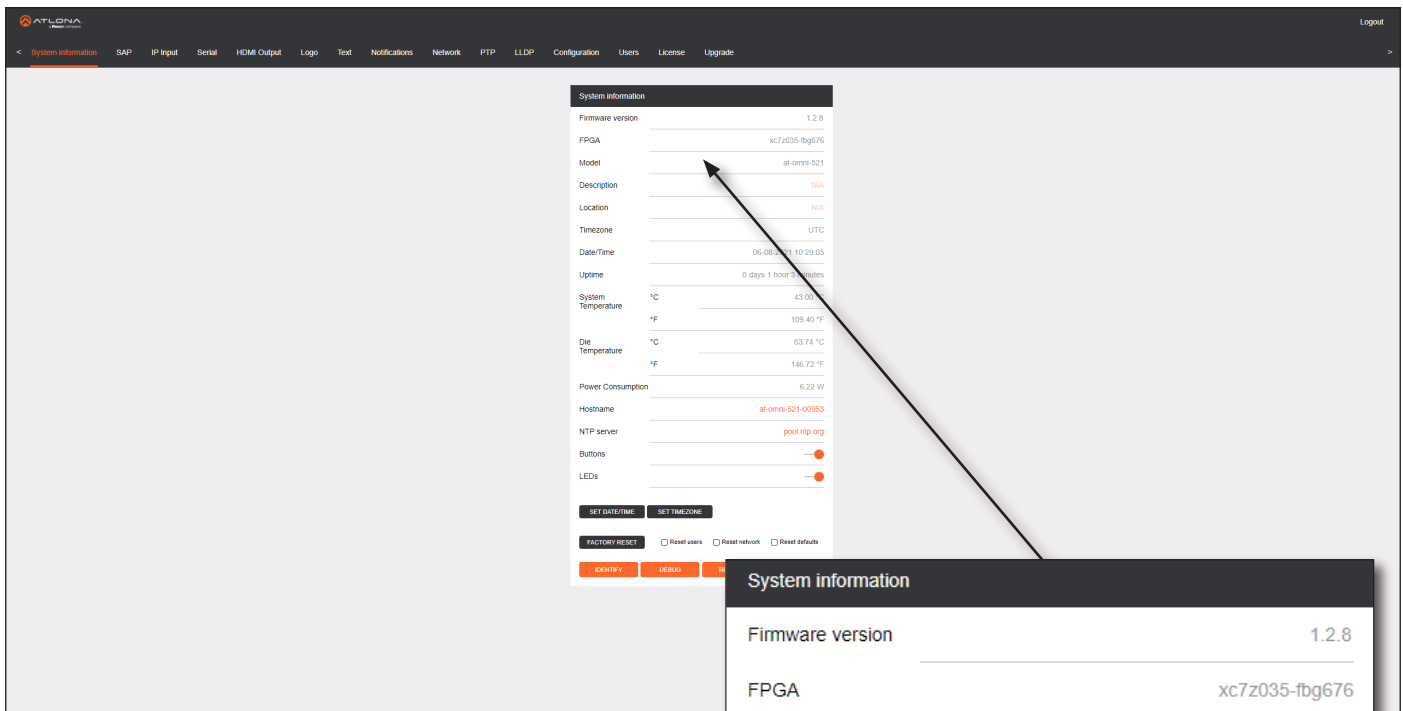 ATLONA
Logout
< System information SAP IP Input Serial HDMI Output Logo Text Notifications Network PTP LLDP Configuration Users License Upgrade >
System information
Firmware version 1.2.8
FPGA xc7z035-fbg676
Model at-omni-521
Description N/A
Location N/A
Timezone UTC
Date/Time 06-08-2021 10:29:05
Uptime 0 days 1 hour 3 minutes
System Temperature °C 43.00 °C
°F 109.40 °F
Die Temperature °C 63.74 °C
°F 146.72 °F
Power Consumption 6.22 W
Hostname at-omni-521-00953
NTP server pool.ntp.org
Buttons
LEDs
SET DATE/TIME SET TIMEZONE
FACTORY RESET Reset users Reset network Reset defaults
IDENTIFY DEBUG
System information
Firmware version 1.2.8
FPGA xc7z035-fbg676